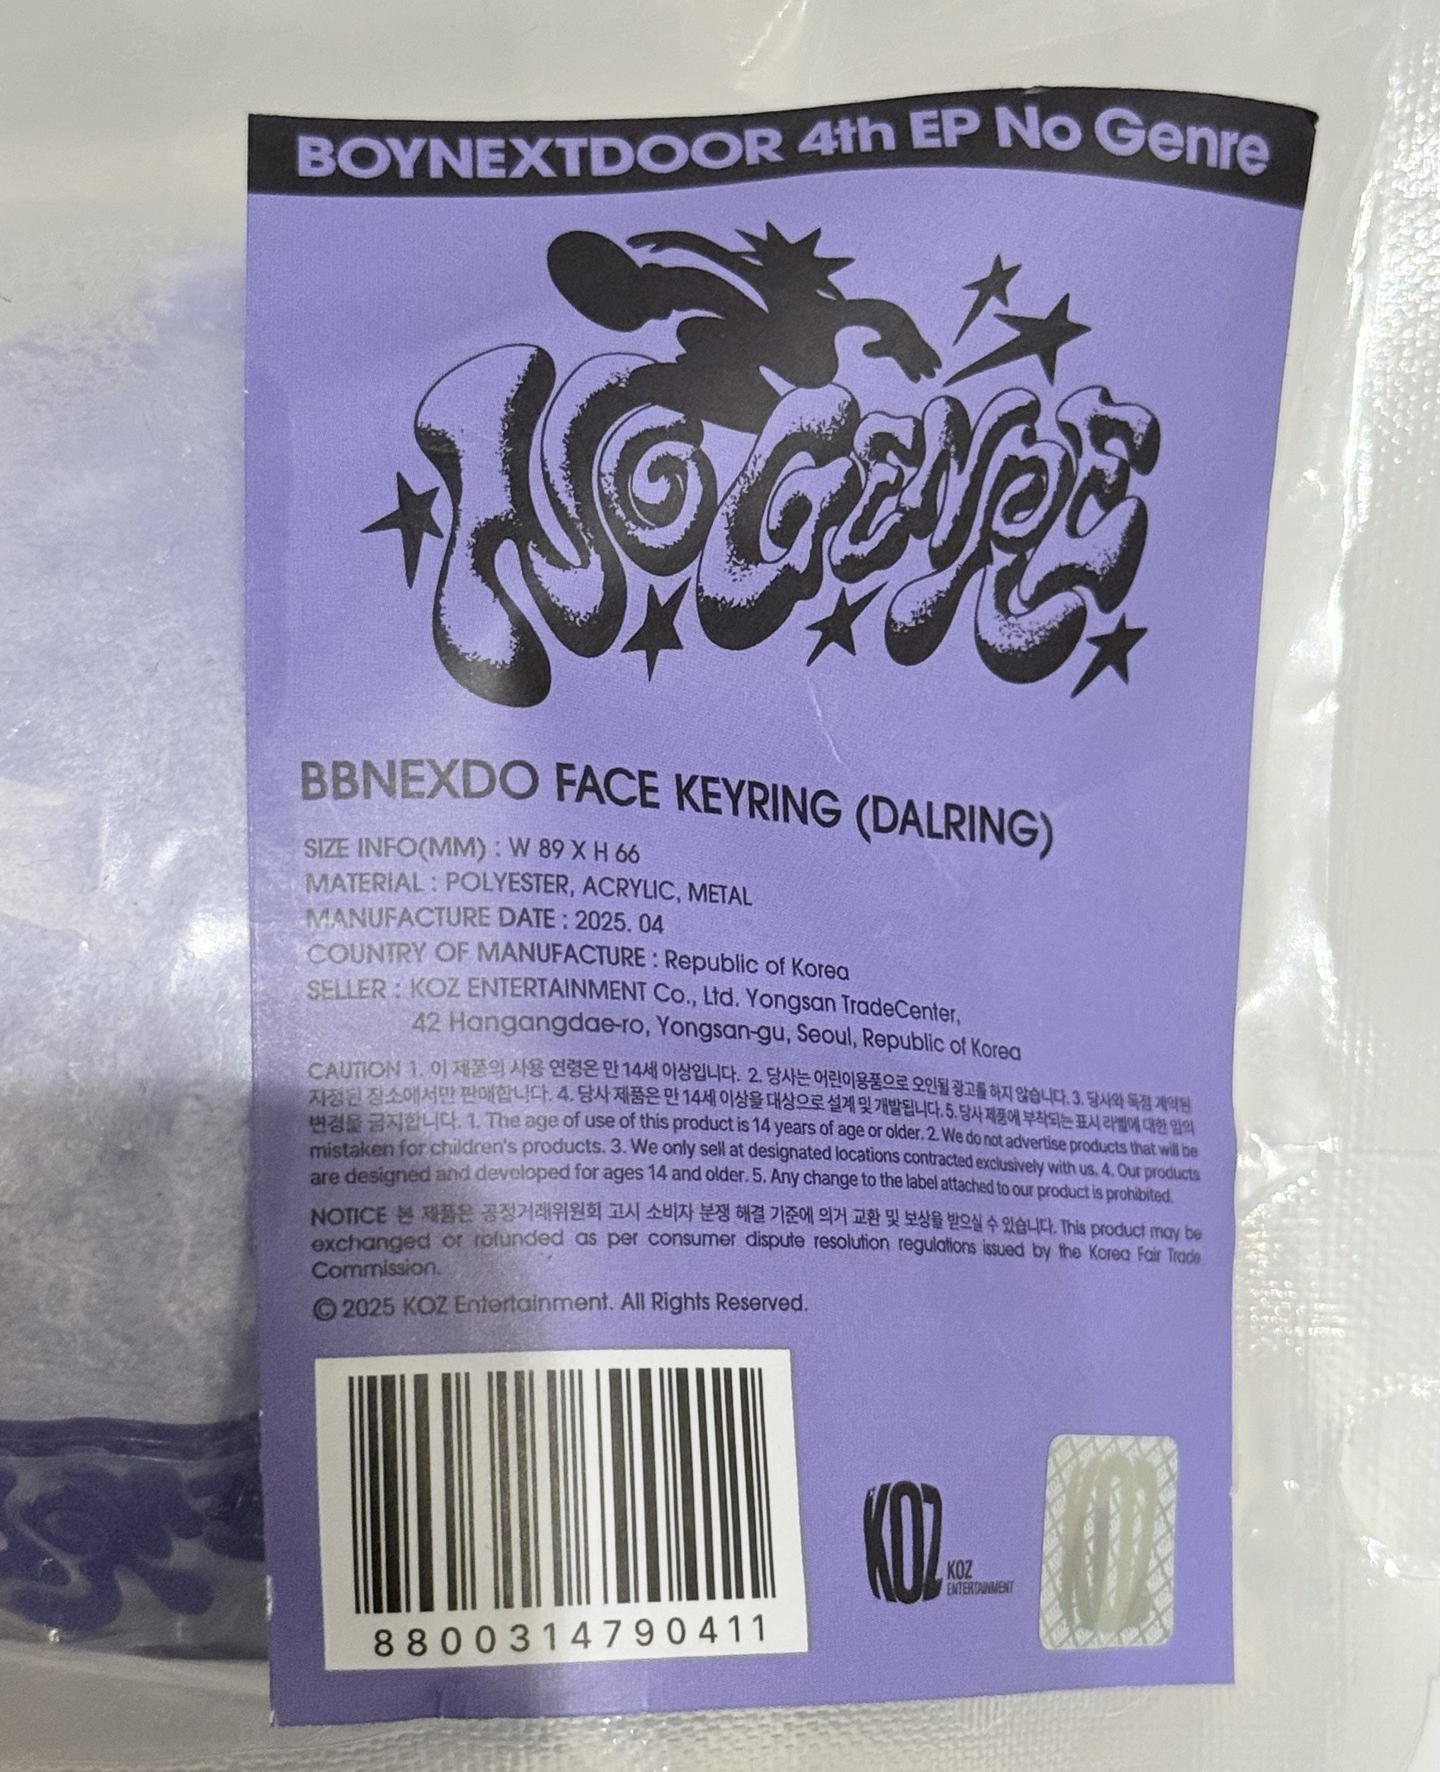 BOYNEXTDOOR 4th EP No Genre
NO GENRE
BBNEXDO FACE KEYRING (DALRING)
SIZE INFO(MM) : W 89 X H 66
MATERIAL : POLYESTER, ACRYLIC, METAL
MANUFACTURE DATE : 2025. 04
COUNTRY OF MANUFACTURE : Republic of Korea
SELLER : KOZ ENTERTAINMENT Co., Ltd. Yongsan TradeCenter,
42 Hangangdae-ro, Yongsan-gu, Seoul, Republic of Korea
CAUTION 1. 이 제품의 사용 연령은 만 14세 이상입니다. 2. 당사는 어린이용품으로 오인될 광고를 하지 않습니다. 3. 당사와 독점 계약된
지정된 장소에서만 판매합니다. 4. 당사 제품은 만 14세 이상을 대상으로 설계 및 개발됩니다. 5. 당사 제품에 부착되는 표시 라벨에 대한 임의
변경을 금지합니다. 1. The age of use of this product is 14 years of age or older. 2. We do not advertise products that will be
mistaken for children's products. 3. We only sell at designated locations contracted exclusively with us. 4. Our products
are designed and developed for ages 14 and older. 5. Any change to the label attached to our product is prohibited.
NOTICE 본 제품은 공정거래위원회 고시 소비자 분쟁 해결 기준에 의거 교환 및 보상을 받으실 수 있습니다. This product may be
exchanged or refunded as per consumer dispute resolution regulations issued by the Korea Fair Trade
Commission.
© 2025 KOZ Entertainment. All Rights Reserved.
8800314790411
KOZ
KOZ
ENTERTAINMENT
KOZ